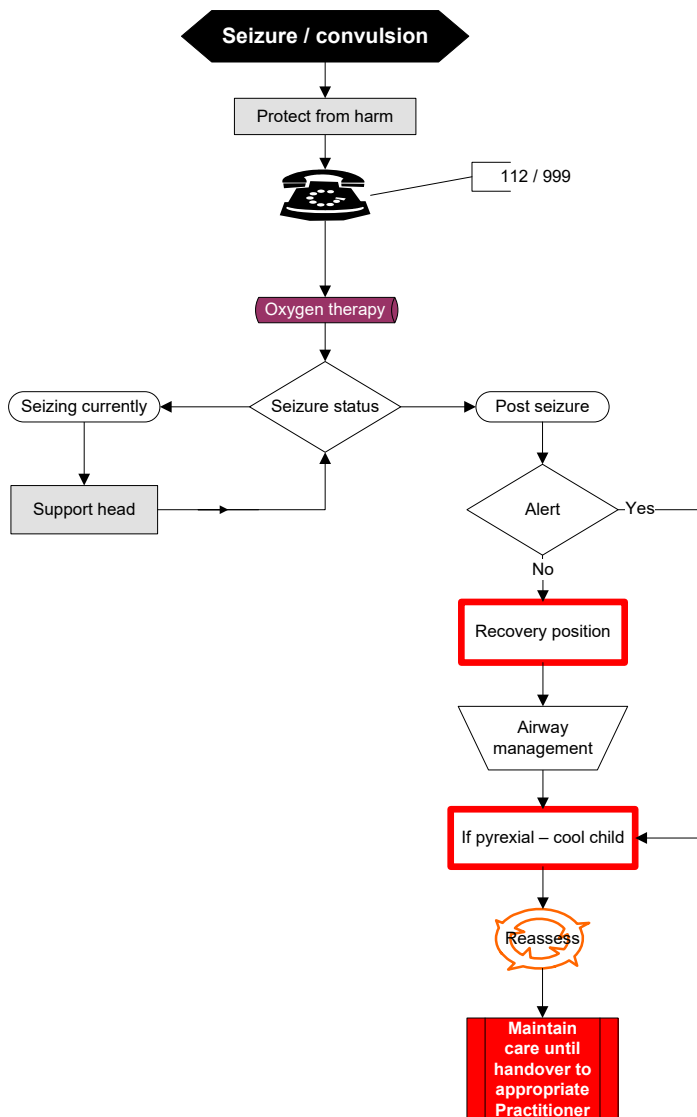 Seizure / convulsion
Protect from harm
112 / 999
Oxygen therapy
Seizing currently
Seizure status
Post seizure
Support head
Alert
Yes
No
Recovery position
Airway
management
If pyrexial – cool child
Reassess
Maintain
care until
handover to
appropriate
Practitioner